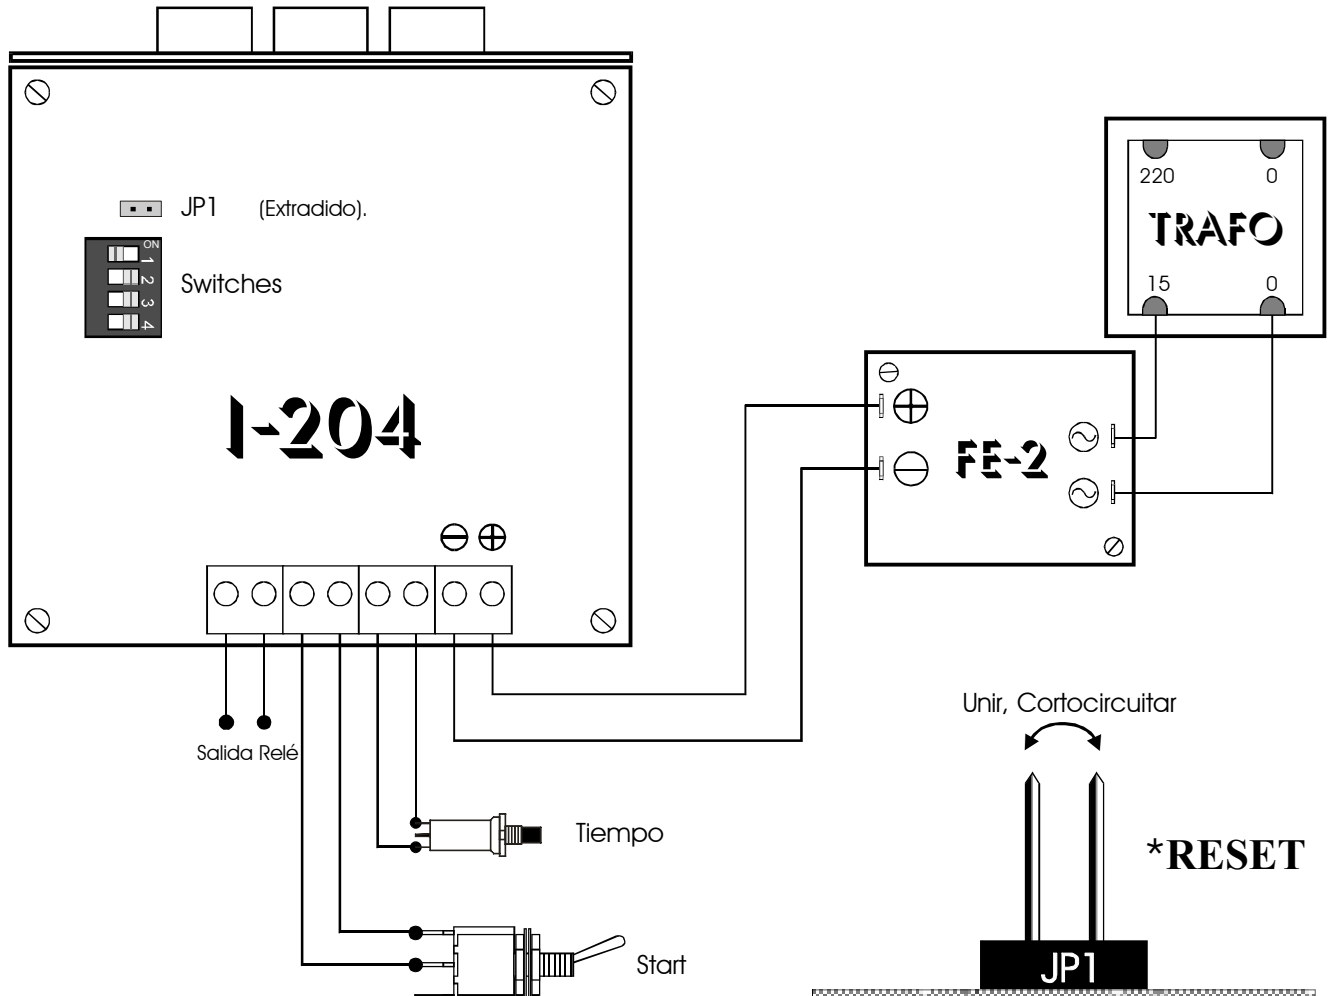 JP1 (Extradido).
ON
1
2
3
4
Switches
I-204
Salida Relé
Tiempo
Start
220 0
TRAFO
15 0
FE-2
Unir, Cortocircuitar
*RESET
JP1